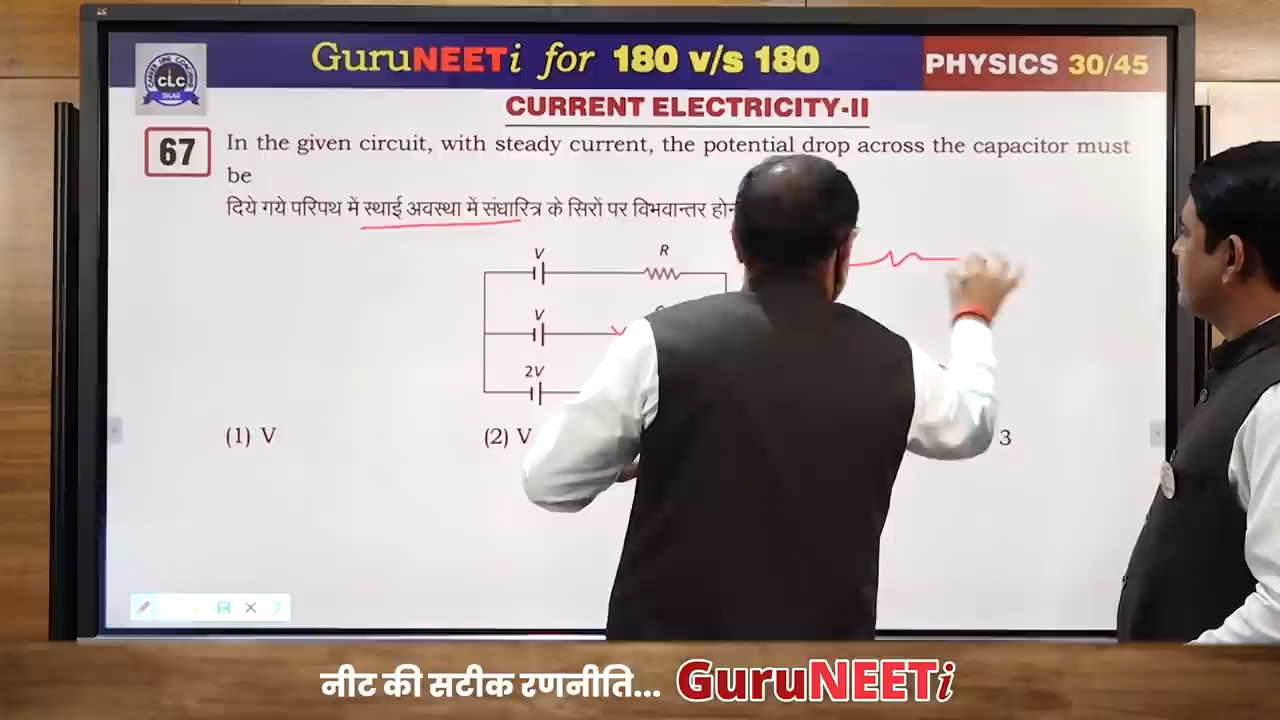 GuruNEETi for 180 v/s 180
PHYSICS 30/45
CLC
SIKAR
CURRENT ELECTRICITY-II
67
In the given circuit, with steady current, the potential drop across the capacitor must
be
दिये गये परिपथ में स्थाई अवस्था में संधारित्र के सिरों पर विभवान्तर
V
R
V
2V
(1) V
(2) V
3
नीट की सटीक रणनीति... GuruNEETi